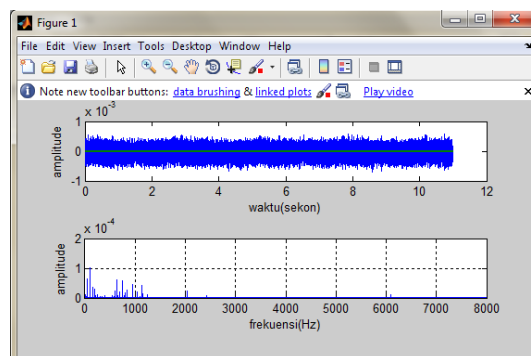 Figure 1
File Edit View Insert Tools Desktop Window Help
Note new toolbar buttons: data brushing & linked plots Play video
x 10^-3
amplitude
1
0
-1
0 2 4 6 8 10 12
waktu(sekon)
x 10^-4
amplitude
2
1
0
0 1000 2000 3000 4000 5000 6000 7000 8000
frekuensi(Hz)